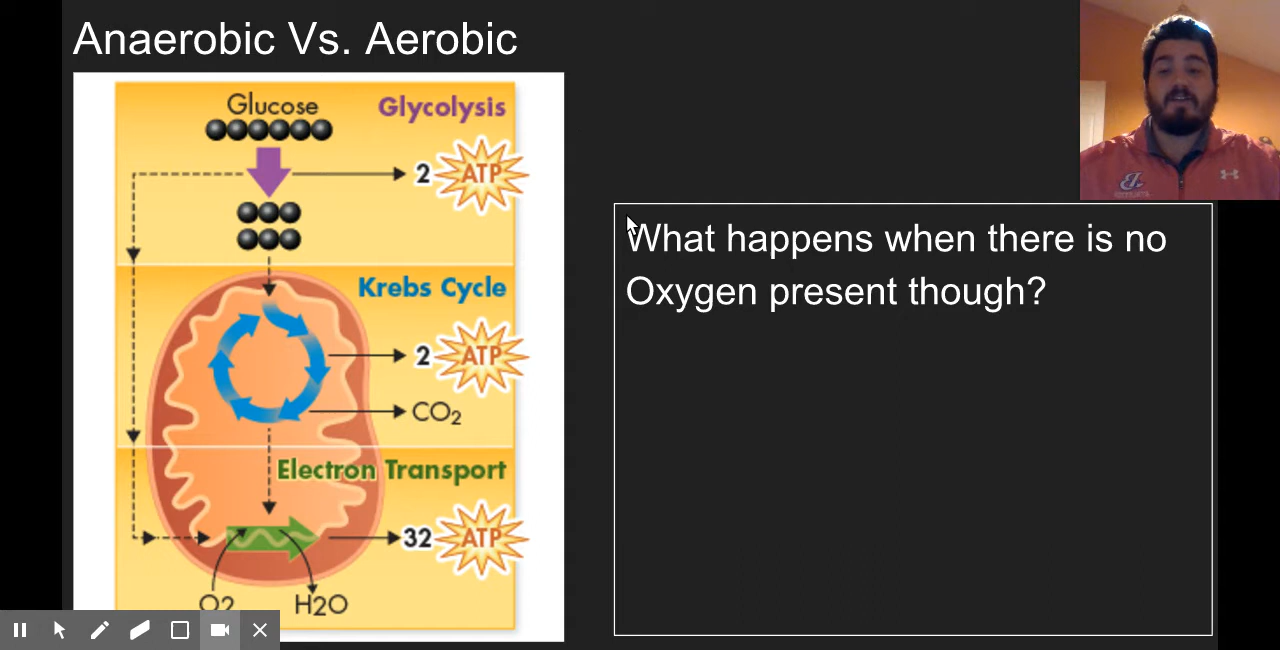 Anaerobic Vs. Aerobic
Glucose
Glycolysis
2 ATP
Krebs Cycle
2 ATP
CO2
Electron Transport
32 ATP
O2
H2O
What happens when there is no
Oxygen present though?